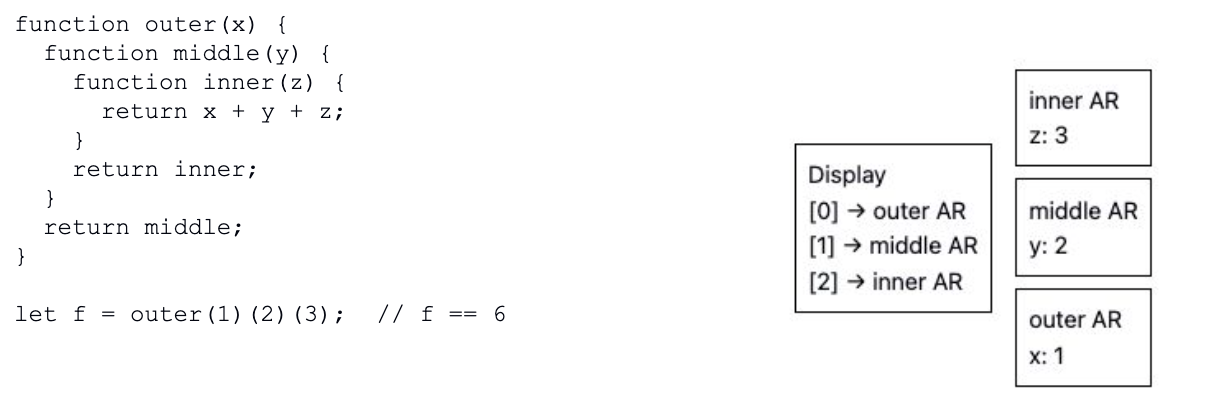 function outer(x) {
  function middle(y) {
    function inner(z) {
      return x + y + z;
    }
    return inner;
  }
  return middle;
}
let f = outer(1)(2)(3);  // f == 6
Display
[0] → outer AR
[1] → middle AR
[2] → inner AR
inner AR
z: 3
middle AR
y: 2
outer AR
x: 1